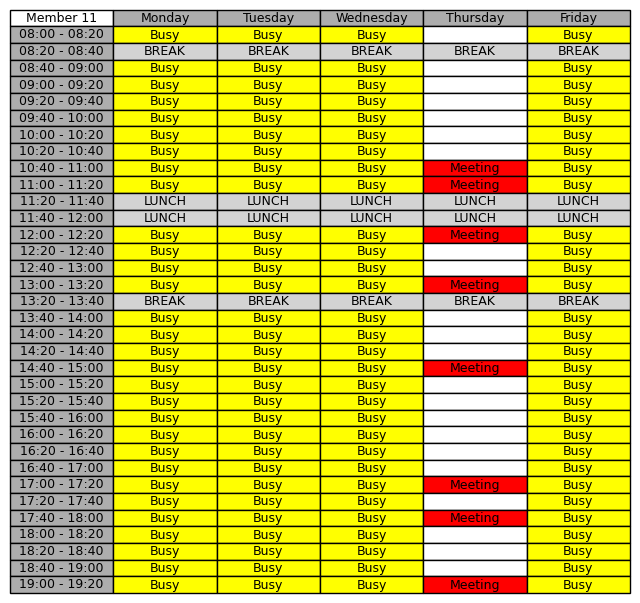 Member 11 Monday Tuesday Wednesday Thursday Friday
08:00 - 08:20 Busy Busy Busy Busy
08:20 - 08:40 BREAK BREAK BREAK BREAK BREAK
08:40 - 09:00 Busy Busy Busy Busy
09:00 - 09:20 Busy Busy Busy Busy
09:20 - 09:40 Busy Busy Busy Busy
09:40 - 10:00 Busy Busy Busy Busy
10:00 - 10:20 Busy Busy Busy Busy
10:20 - 10:40 Busy Busy Busy Busy
10:40 - 11:00 Busy Busy Busy Meeting Busy
11:00 - 11:20 Busy Busy Busy Meeting Busy
11:20 - 11:40 LUNCH LUNCH LUNCH LUNCH LUNCH
11:40 - 12:00 LUNCH LUNCH LUNCH LUNCH LUNCH
12:00 - 12:20 Busy Busy Busy Meeting Busy
12:20 - 12:40 Busy Busy Busy Busy
12:40 - 13:00 Busy Busy Busy Busy
13:00 - 13:20 Busy Busy Busy Meeting Busy
13:20 - 13:40 BREAK BREAK BREAK BREAK BREAK
13:40 - 14:00 Busy Busy Busy Busy
14:00 - 14:20 Busy Busy Busy Busy
14:20 - 14:40 Busy Busy Busy Busy
14:40 - 15:00 Busy Busy Busy Meeting Busy
15:00 - 15:20 Busy Busy Busy Busy
15:20 - 15:40 Busy Busy Busy Busy
15:40 - 16:00 Busy Busy Busy Busy
16:00 - 16:20 Busy Busy Busy Busy
16:20 - 16:40 Busy Busy Busy Busy
16:40 - 17:00 Busy Busy Busy Busy
17:00 - 17:20 Busy Busy Busy Meeting Busy
17:20 - 17:40 Busy Busy Busy Busy
17:40 - 18:00 Busy Busy Busy Meeting Busy
18:00 - 18:20 Busy Busy Busy Busy
18:20 - 18:40 Busy Busy Busy Busy
18:40 - 19:00 Busy Busy Busy Busy
19:00 - 19:20 Busy Busy Busy Meeting Busy